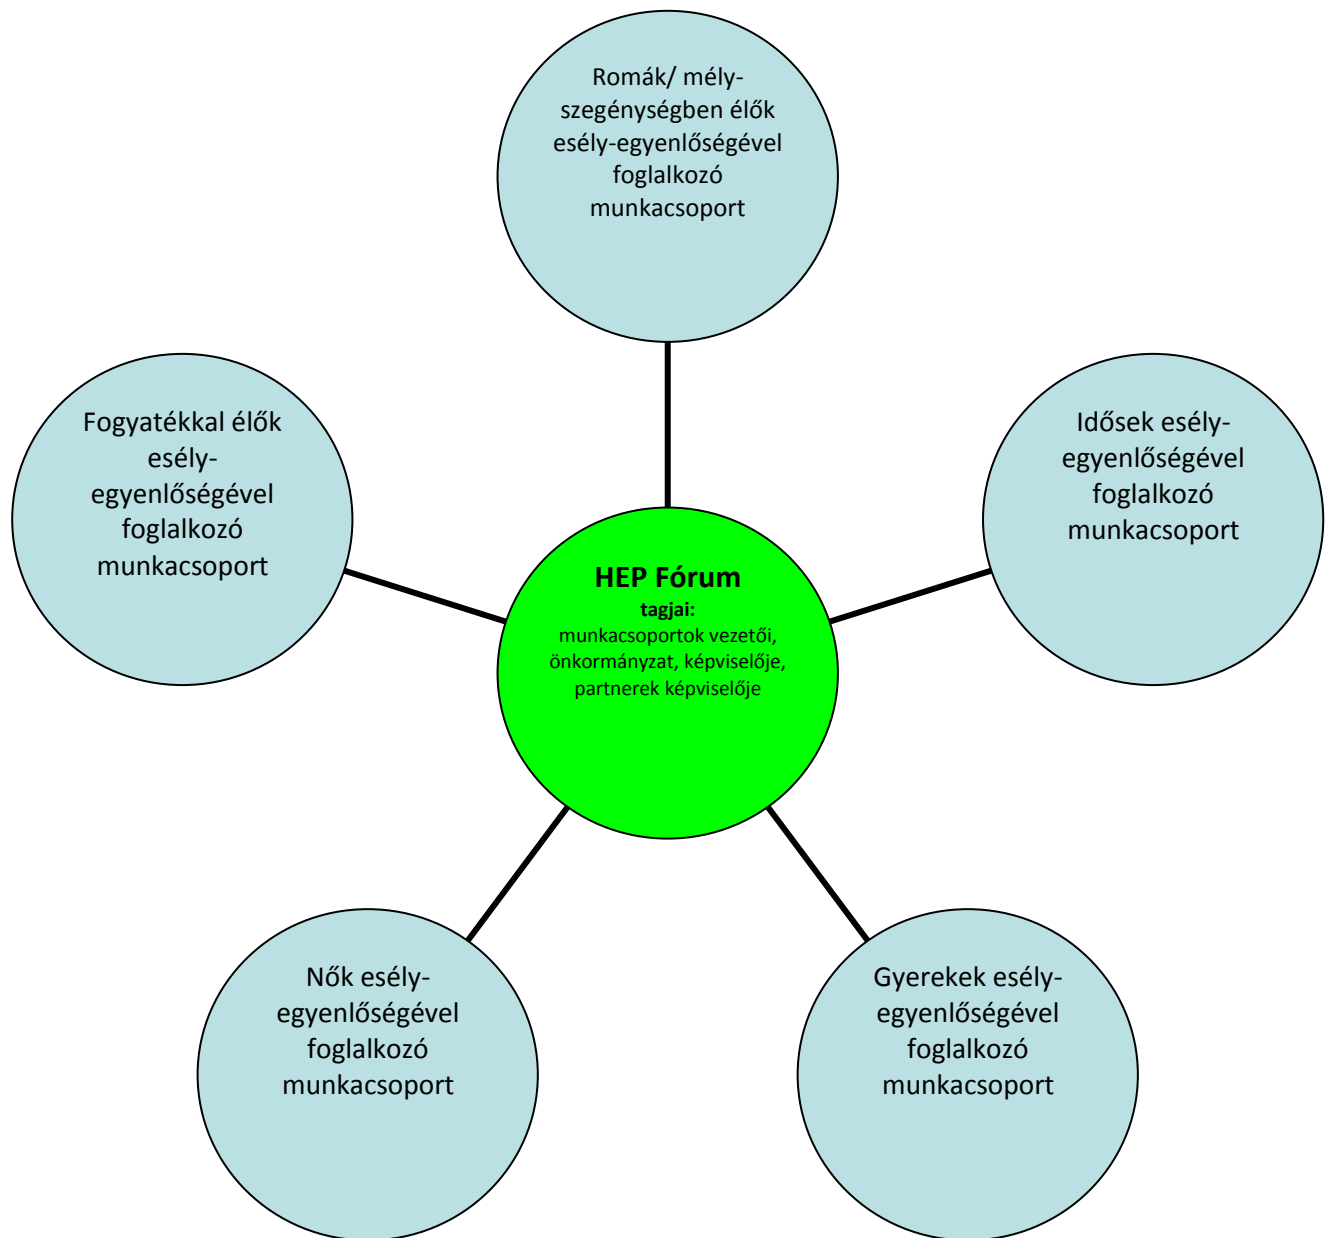 Romák/ mély-
szegénységben élők
esély-egyenlőségével
foglalkozó
munkacsoport
Fogyatékkal élők
esély-
egyenlőségével
foglalkozó
munkacsoport
Idősek esély-
egyenlőségével
foglalkozó
munkacsoport
HEP Fórum
tagjai:
munkacsoportok vezetői,
önkormányzat, képviselője,
partnerek képviselője
Nők esély-
egyenlőségével
foglalkozó
munkacsoport
Gyerekek esély-
egyenlőségével
foglalkozó
munkacsoport